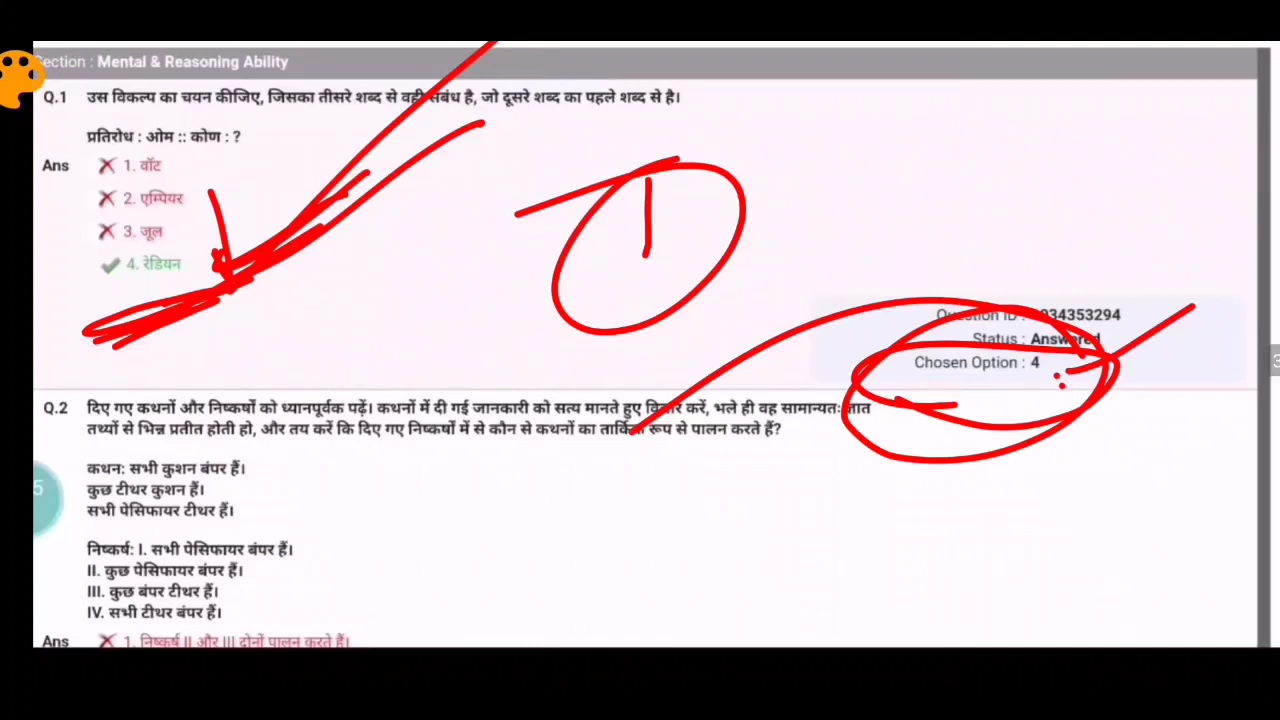 Section : Mental & Reasoning Ability
Q.1 उस विकल्प का चयन कीजिए, जिसका तीसरे शब्द से वही संबंध है, जो दूसरे शब्द का पहले शब्द से है।
प्रतिरोध : ओम :: कोण : ?
Ans 1. वॉट
2. एम्पियर
3. जूल
4. रेडियन
Question ID : 934353294
Status : Answered
Chosen Option : 4
Q.2 दिए गए कथनों और निष्कर्षों को ध्यानपूर्वक पढ़ें। कथनों में दी गई जानकारी को सत्य मानते हुए विचार करें, भले ही वह सामान्यतः ज्ञात
तथ्यों से भिन्न प्रतीत होती हो, और तय करें कि दिए गए निष्कर्षों में से कौन से कथनों का तार्किक रूप से पालन करते हैं?
कथन: सभी कुशन बंपर हैं।
कुछ टीथर कुशन हैं।
5
सभी पेसिफायर टीथर हैं।
निष्कर्ष: I. सभी पेसिफायर बंपर हैं।
II. कुछ पेसिफायर बंपर हैं।
III. कुछ बंपर टीथर हैं।
IV. सभी टीथर बंपर हैं।
Ans 1. निष्कर्ष II और III दोनों पालन करते हैं।